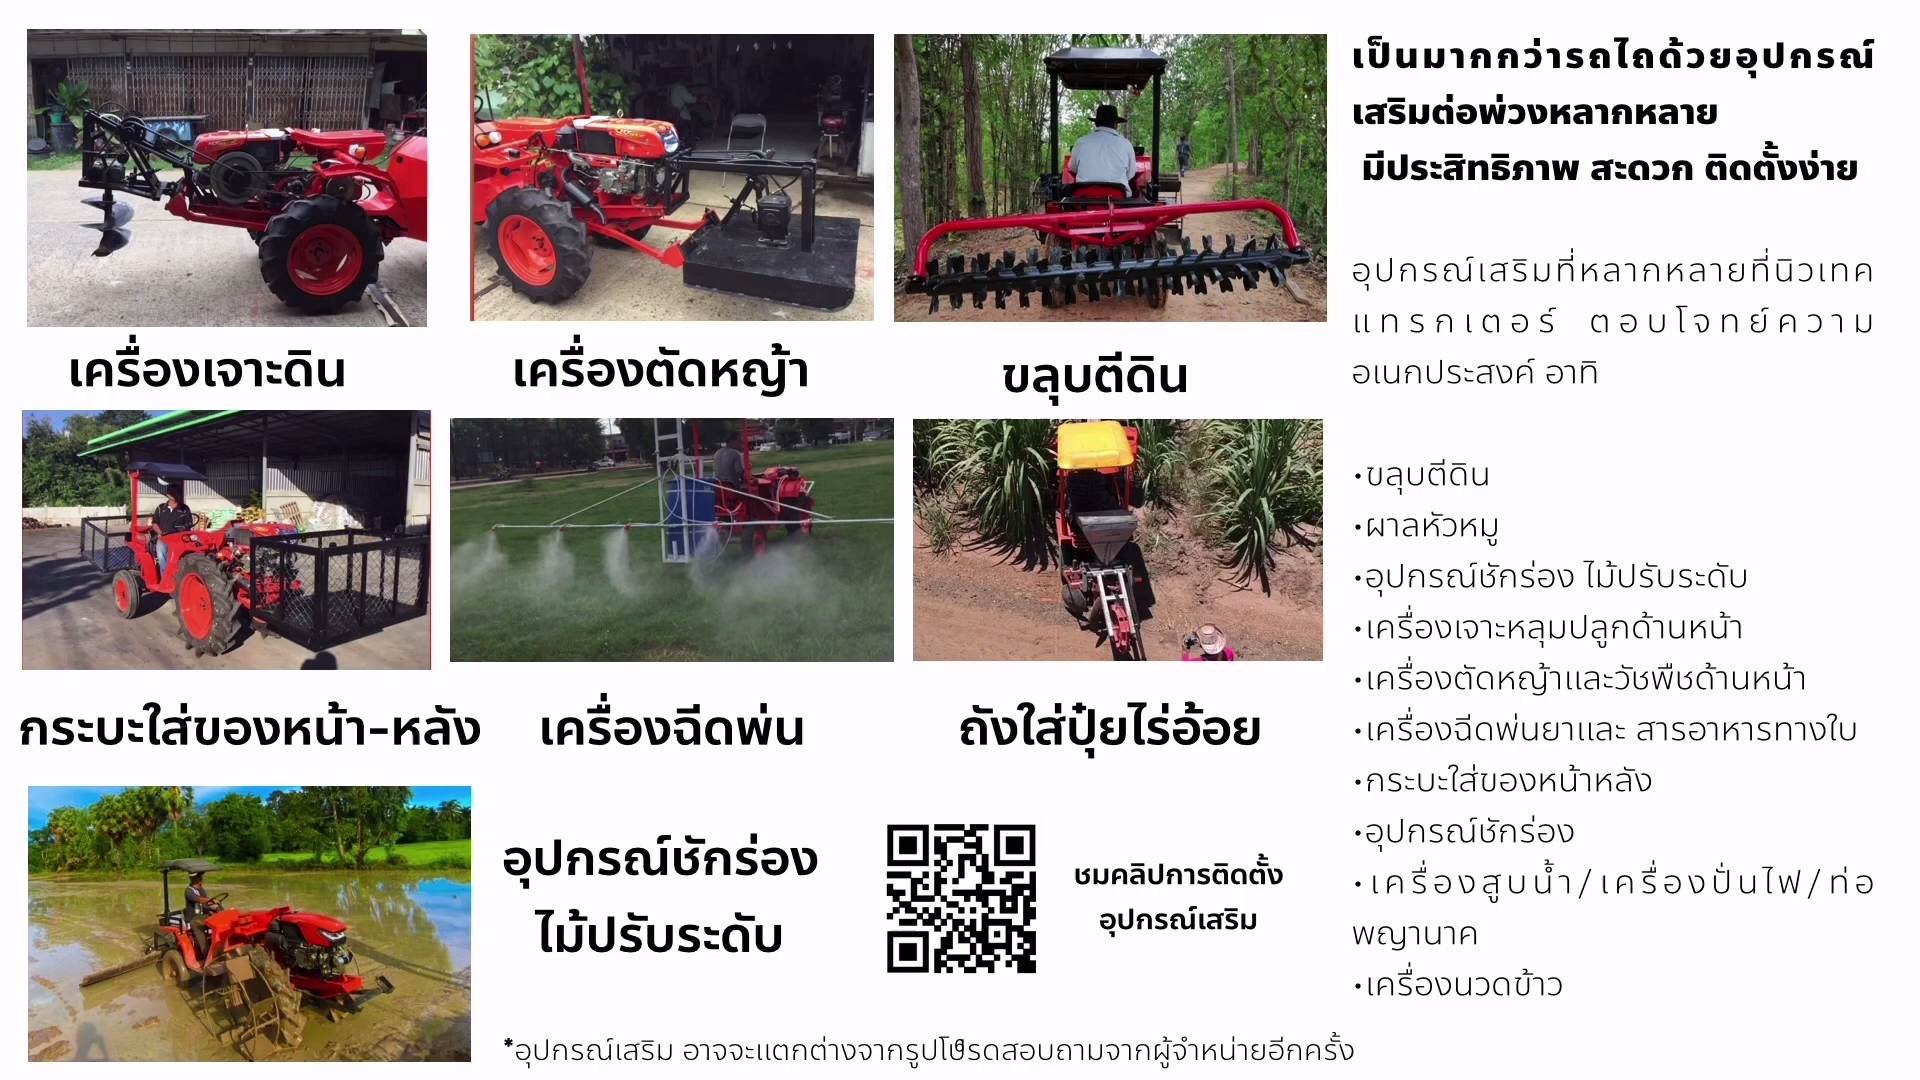 เป็นมากกว่ารถไถด้วยอุปกรณ์
เสริมต่อพ่วงหลากหลาย
มีประสิทธิภาพ สะดวก ติดตั้งง่าย
เครื่องเจาะดิน
เครื่องตัดหญ้า
ขลุบตีดิน
กระบะใส่ของหน้า-หลัง
เครื่องฉีดพ่น
ถังใส่ปุ๋ยไร่อ้อย
อุปกรณ์ชักร่อง
ไม้ปรับระดับ
ชมคลิปการติดตั้ง
อุปกรณ์เสริม
อุปกรณ์เสริมที่หลากหลายที่นิวเทค
แทรกเตอร์ ตอบโจทย์ความ
อเนกประสงค์ อาทิ
•ขลุบตีดิน
•ผาลหัวหมู
•อุปกรณ์ชักร่อง ไม้ปรับระดับ
•เครื่องเจาะหลุมปลูกด้านหน้า
•เครื่องตัดหญ้าและวัชพืชด้านหน้า
•เครื่องฉีดพ่นยาและ สารอาหารทางใบ
•กระบะใส่ของหน้าหลัง
•อุปกรณ์ชักร่อง
•เครื่องสูบน้ำ/เครื่องปั่นไฟ/ท่อ
พญานาค
•เครื่องนวดข้าว
*อุปกรณ์เสริม อาจจะแตกต่างจากรูปโปรดสอบถามจากผู้จำหน่ายอีกครั้ง